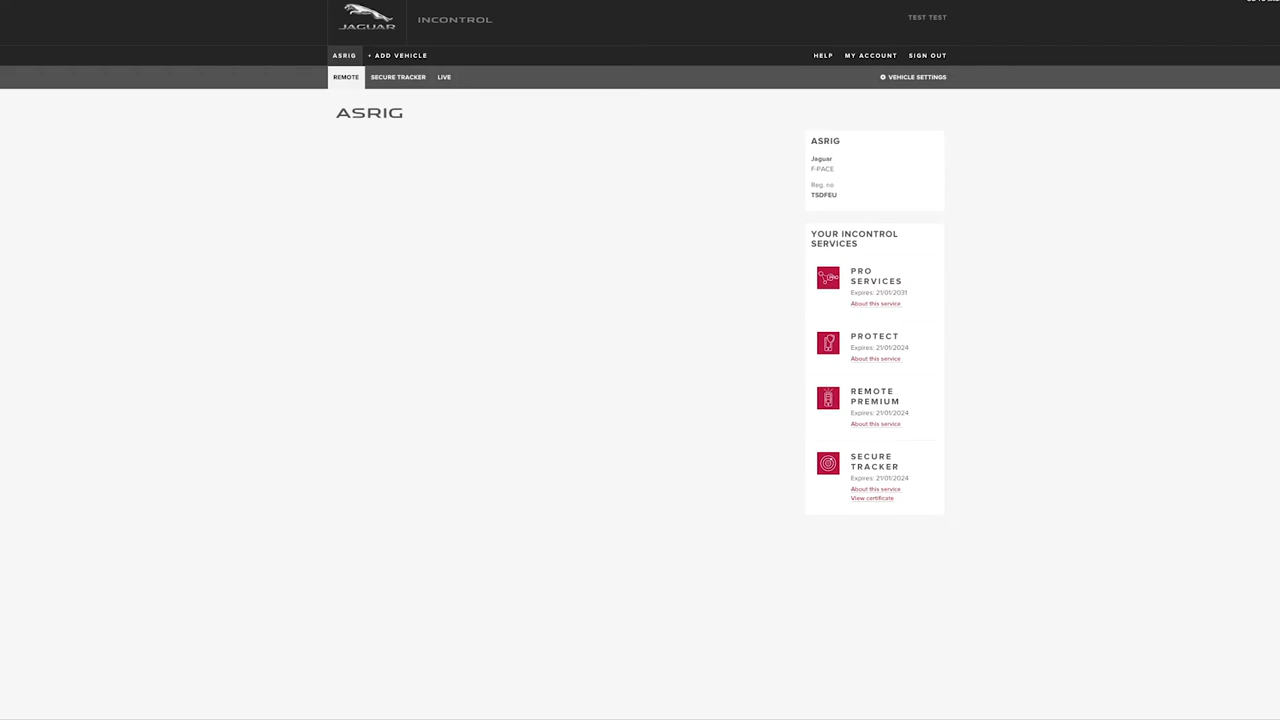 JAGUAR
INCONTROL
TEST TEST
ASRIG
+ ADD VEHICLE
HELP
MY ACCOUNT
SIGN OUT
REMOTE
SECURE TRACKER
LIVE
VEHICLE SETTINGS
ASRIG
ASRIG
Jaguar
F-PACE
Reg. no
TSDFEU
YOUR INCONTROL
SERVICES
PRO
PRO
SERVICES
Expires: 21/01/2031
About this service
PROTECT
Expires: 21/01/2024
About this service
REMOTE
PREMIUM
Expires: 21/01/2024
About this service
SECURE
TRACKER
Expires: 21/01/2024
About this service
View certificate